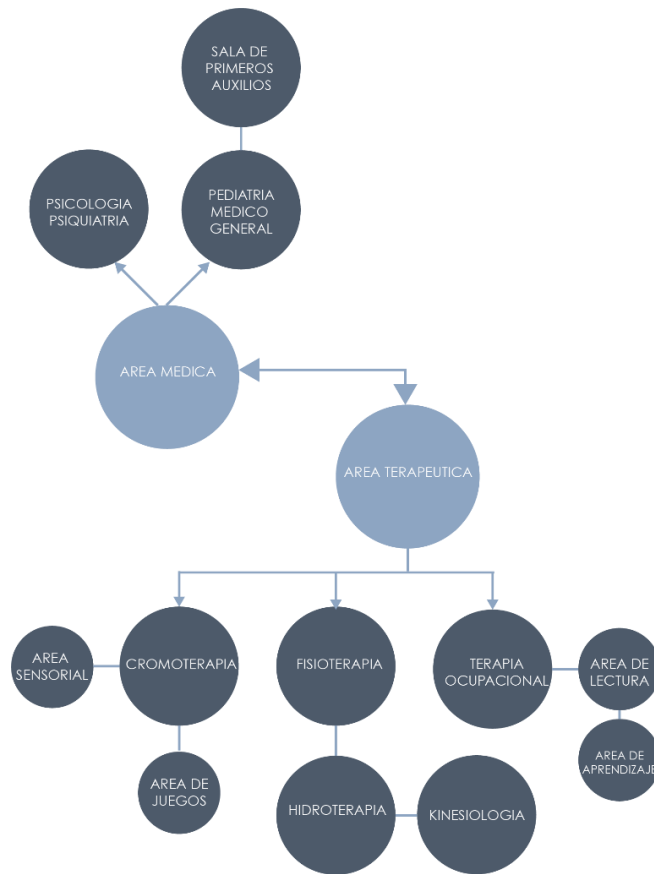 SALA DE
PRIMEROS
AUXILIOS
PSICOLOGIA
PSIQUIATRIA
PEDIATRIA
MEDICO
GENERAL
AREA MEDICA
AREA TERAPEUTICA
AREA
SENSORIAL
CROMOTERAPIA
FISIOTERAPIA
TERAPIA
OCUPACIONAL
AREA DE
LECTURA
AREA DE
JUEGOS
HIDROTERAPIA
KINESIOLOGIA
AREA DE
APRENDIZAJE